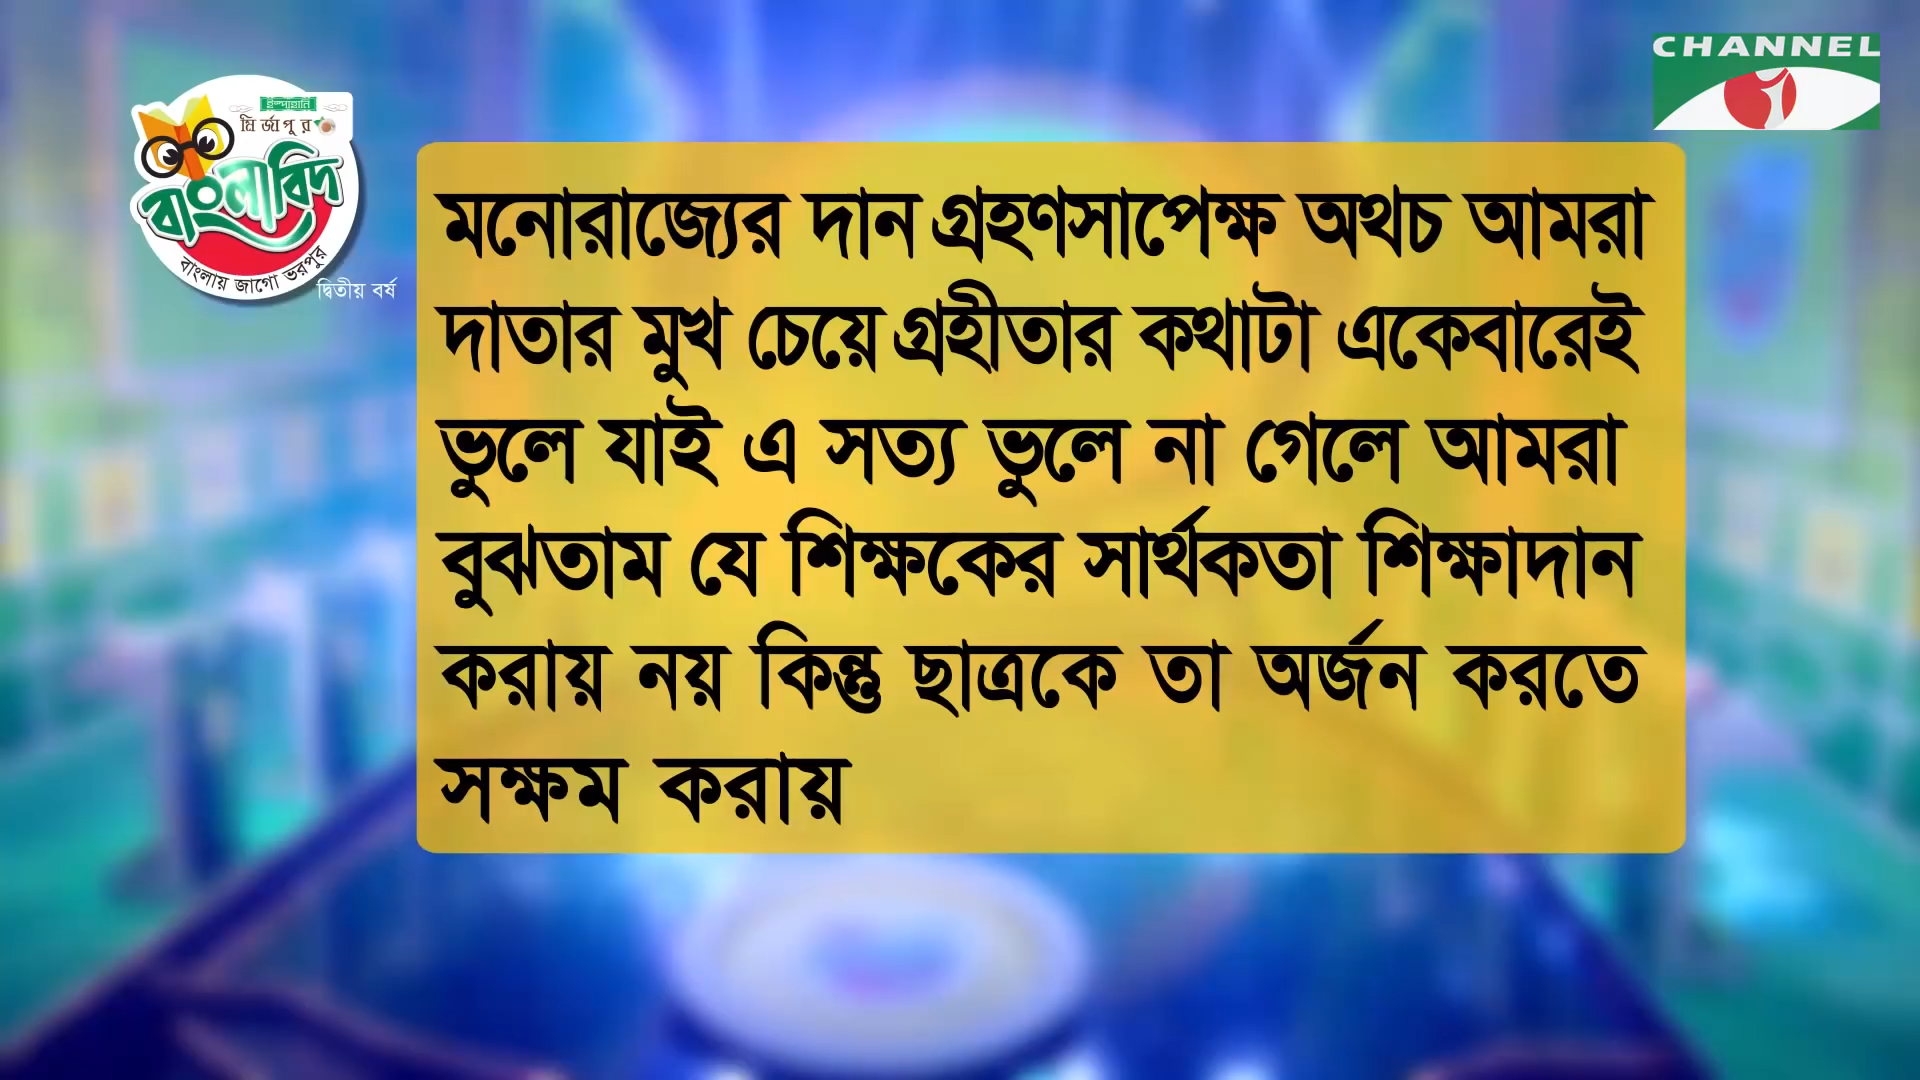 CHANNEL
i
ইস্পাহানি
মির্জাপুর
বাংলাবিদ
বাংলায় জাগো ভরপুর
দ্বিতীয় বর্ষ
মনোরাজ্যের দান গ্রহণসাপেক্ষ অথচ আমরা
দাতার মুখ চেয়ে গ্রহীতার কথাটা একেবারেই
ভুলে যাই এ সত্য ভুলে না গেলে আমরা
বুঝতাম যে শিক্ষকের সার্থকতা শিক্ষাদান
করায় নয় কিন্তু ছাত্রকে তা অর্জন করতে
সক্ষম করায়